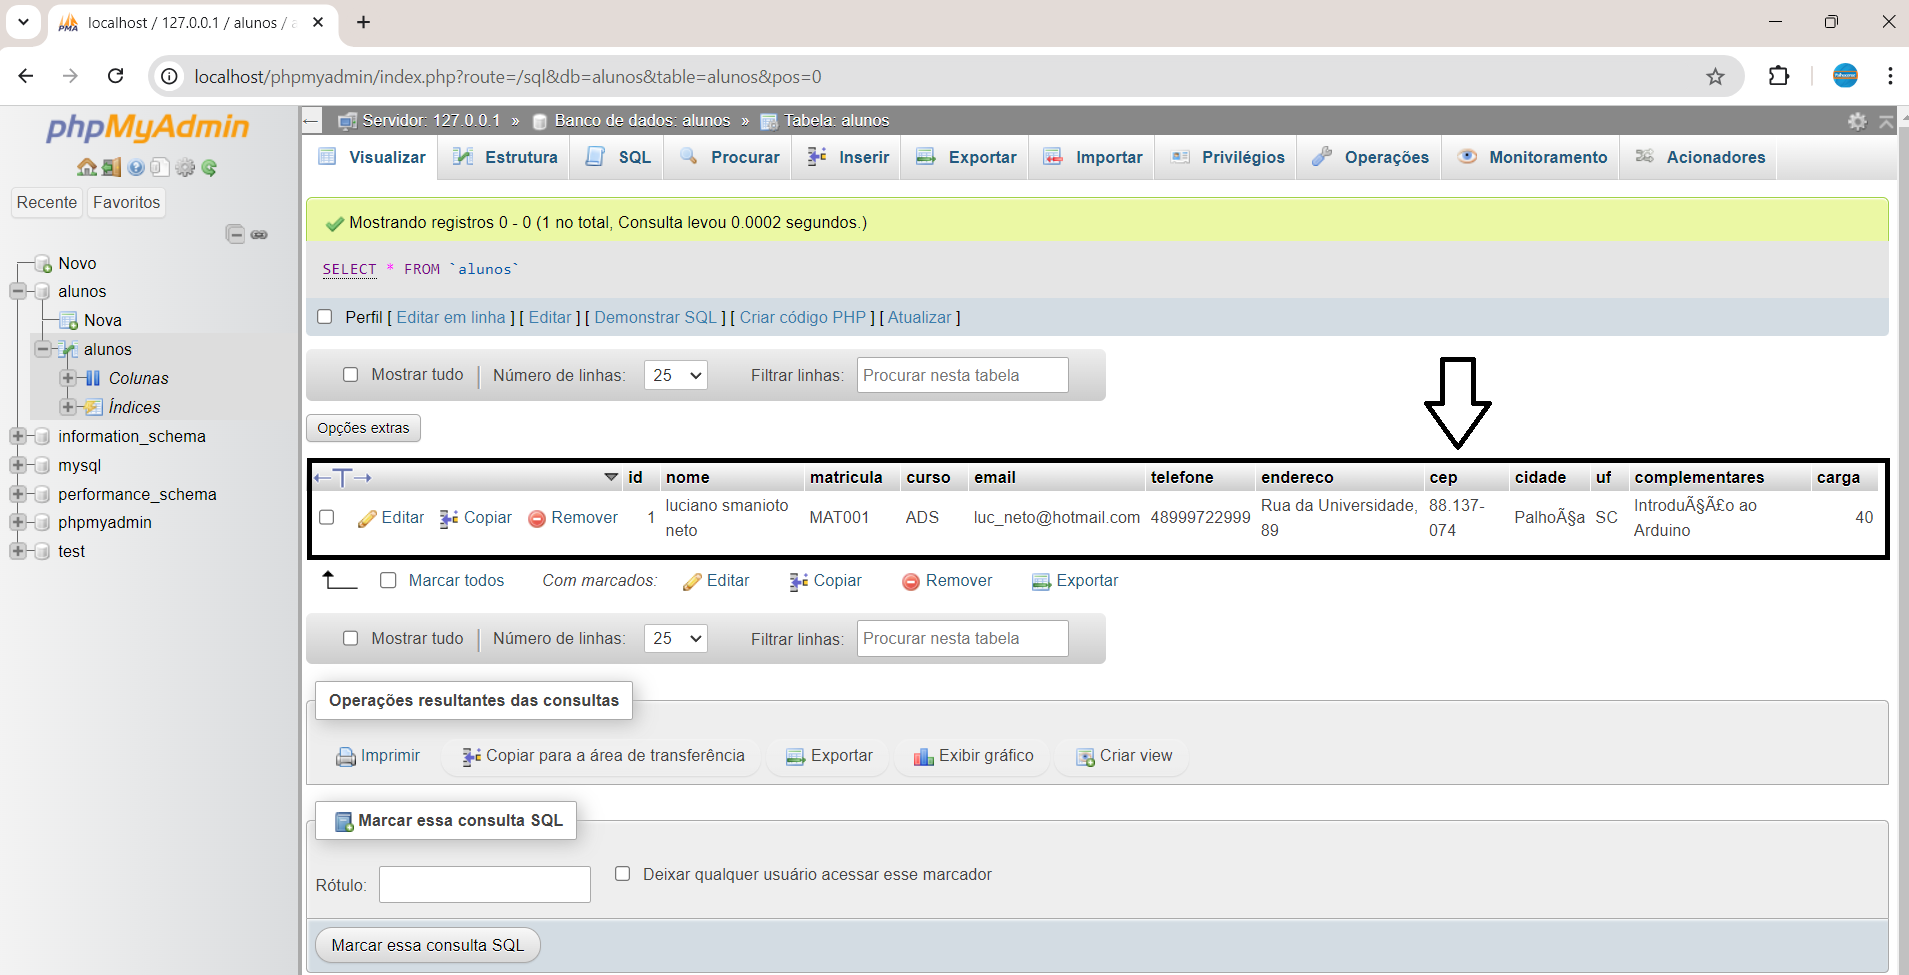 localhost / 127.0.0.1 / alunos /
localhost/phpmyadmin/index.php?route=/sql&db=alunos&table=alunos&pos=0
phpMyAdmin
Recente Favoritos
Novo
alunos
Nova
alunos
Colunas
Índices
information_schema
mysql
performance_schema
phpmyadmin
test
Servidor: 127.0.0.1 » Banco de dados: alunos » Tabela: alunos
Visualizar Estrutura SQL Procurar Inserir Exportar Importar Privilégios Operações Monitoramento Acionadores
Mostrando registros 0 - 0 (1 no total, Consulta levou 0.0002 segundos.)
SELECT * FROM `alunos`
Perfil [ Editar em linha ] [ Editar ] [ Demonstrar SQL ] [ Criar código PHP ] [ Atualizar ]
Mostrar tudo | Número de linhas: 25 Filtrar linhas: Procurar nesta tabela
Opções extras
←T→ id nome matricula curso email telefone endereco cep cidade uf complementares carga
Editar Copiar Remover 1 luciano smanioto neto MAT001 ADS luc_neto@hotmail.com 48999722999 Rua da Universidade, 89 88.137-074 PalhoÃ§a SC IntroduÃ§Ã£o ao Arduino 40
Marcar todos Com marcados: Editar Copiar Remover Exportar
Mostrar tudo | Número de linhas: 25 Filtrar linhas: Procurar nesta tabela
Operações resultantes das consultas
Imprimir Copiar para a área de transferência Exportar Exibir gráfico Criar view
Marcar essa consulta SQL
Rótulo: Deixar qualquer usuário acessar esse marcador
Marcar essa consulta SQL